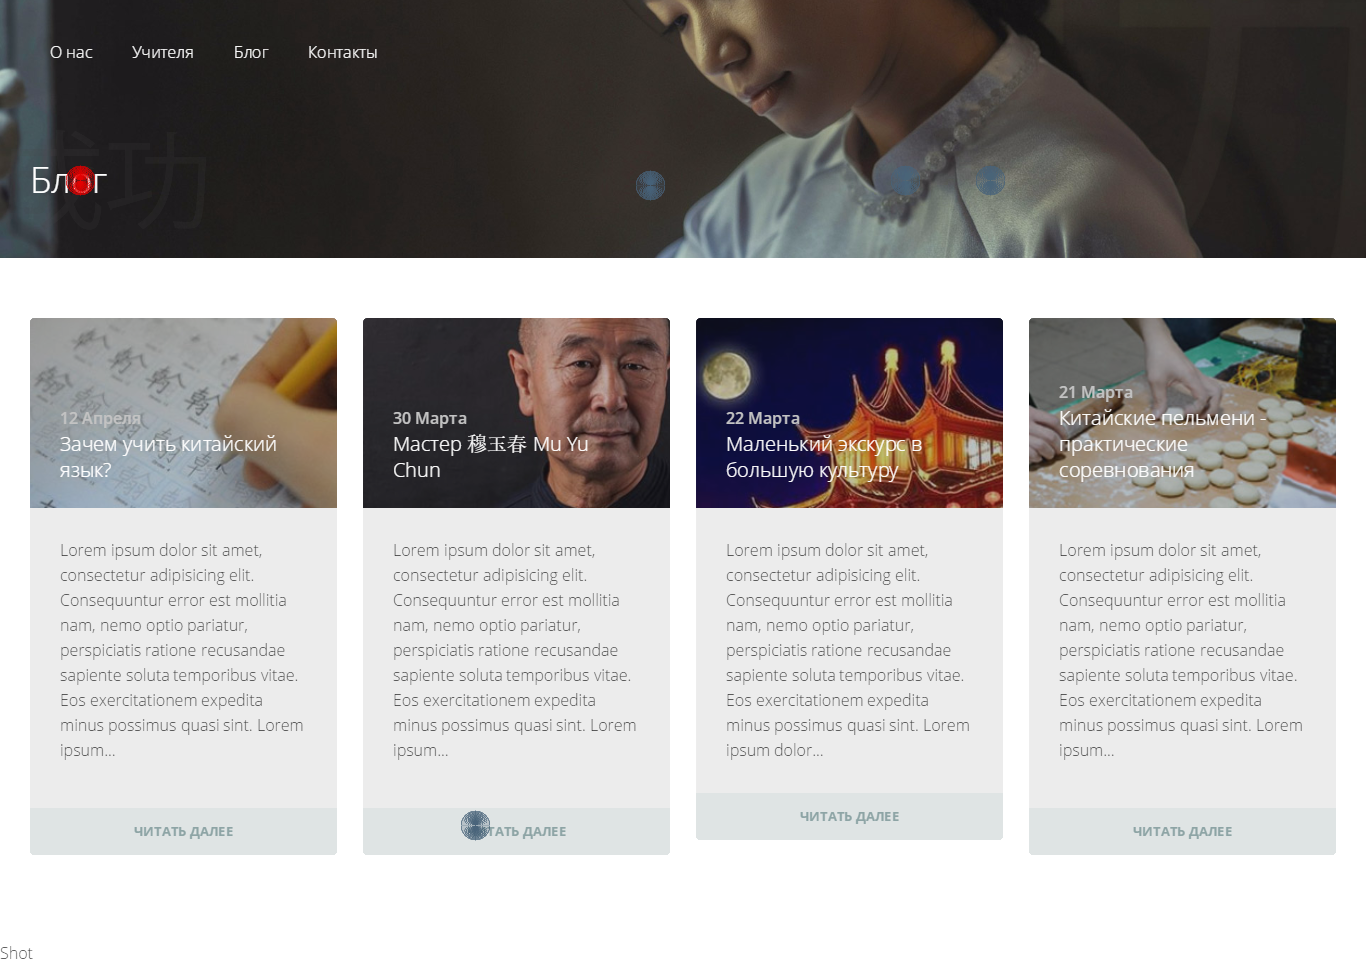 О нас Учителя Блог Контакты
成功
Блог
12 Апреля
Зачем учить китайский
язык?
Lorem ipsum dolor sit amet,
consectetur adipisicing elit.
Consequuntur error est mollitia
nam, nemo optio pariatur,
perspiciatis ratione recusandae
sapiente soluta temporibus vitae.
Eos exercitationem expedita
minus possimus quasi sint. Lorem
ipsum...
ЧИТАТЬ ДАЛЕЕ
30 Марта
Мастер 穆玉春 Mu Yu
Chun
Lorem ipsum dolor sit amet,
consectetur adipisicing elit.
Consequuntur error est mollitia
nam, nemo optio pariatur,
perspiciatis ratione recusandae
sapiente soluta temporibus vitae.
Eos exercitationem expedita
minus possimus quasi sint. Lorem
ipsum...
ЧИТАТЬ ДАЛЕЕ
22 Марта
Маленький экскурс в
большую культуру
Lorem ipsum dolor sit amet,
consectetur adipisicing elit.
Consequuntur error est mollitia
nam, nemo optio pariatur,
perspiciatis ratione recusandae
sapiente soluta temporibus vitae.
Eos exercitationem expedita
minus possimus quasi sint. Lorem
ipsum dolor...
ЧИТАТЬ ДАЛЕЕ
21 Марта
Китайские пельмени -
практические
соревнования
Lorem ipsum dolor sit amet,
consectetur adipisicing elit.
Consequuntur error est mollitia
nam, nemo optio pariatur,
perspiciatis ratione recusandae
sapiente soluta temporibus vitae.
Eos exercitationem expedita
minus possimus quasi sint. Lorem
ipsum...
ЧИТАТЬ ДАЛЕЕ
Shot